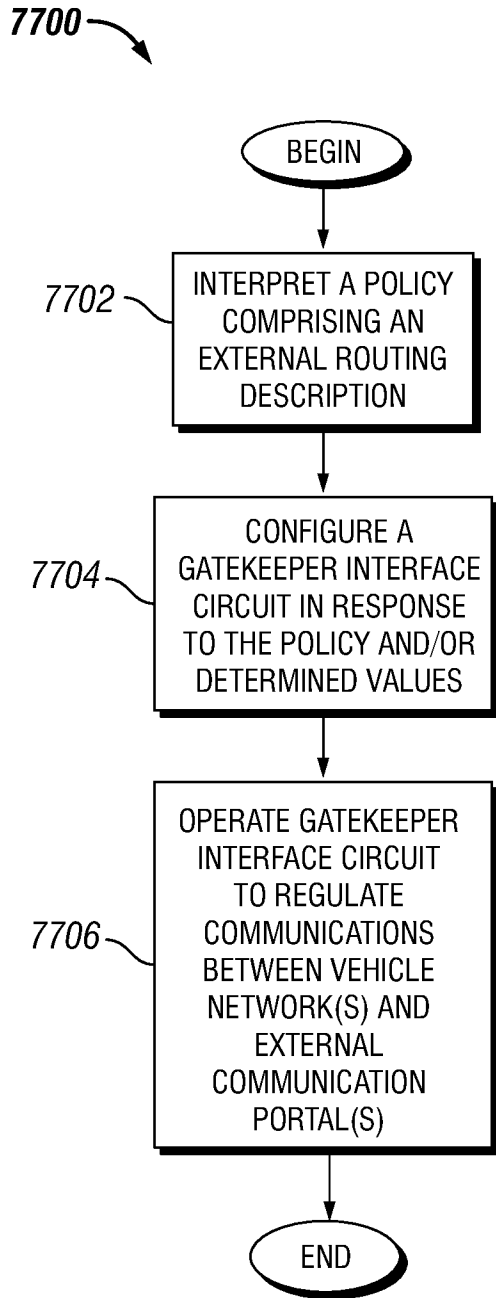 7700
BEGIN
7702
INTERPRET A POLICY
COMPRISING AN
EXTERNAL ROUTING
DESCRIPTION
7704
CONFIGURE A
GATEKEEPER INTERFACE
CIRCUIT IN RESPONSE
TO THE POLICY AND/OR
DETERMINED VALUES
7706
OPERATE GATEKEEPER
INTERFACE CIRCUIT
TO REGULATE
COMMUNICATIONS
BETWEEN VEHICLE
NETWORK(S) AND
EXTERNAL
COMMUNICATION
PORTAL(S)
END